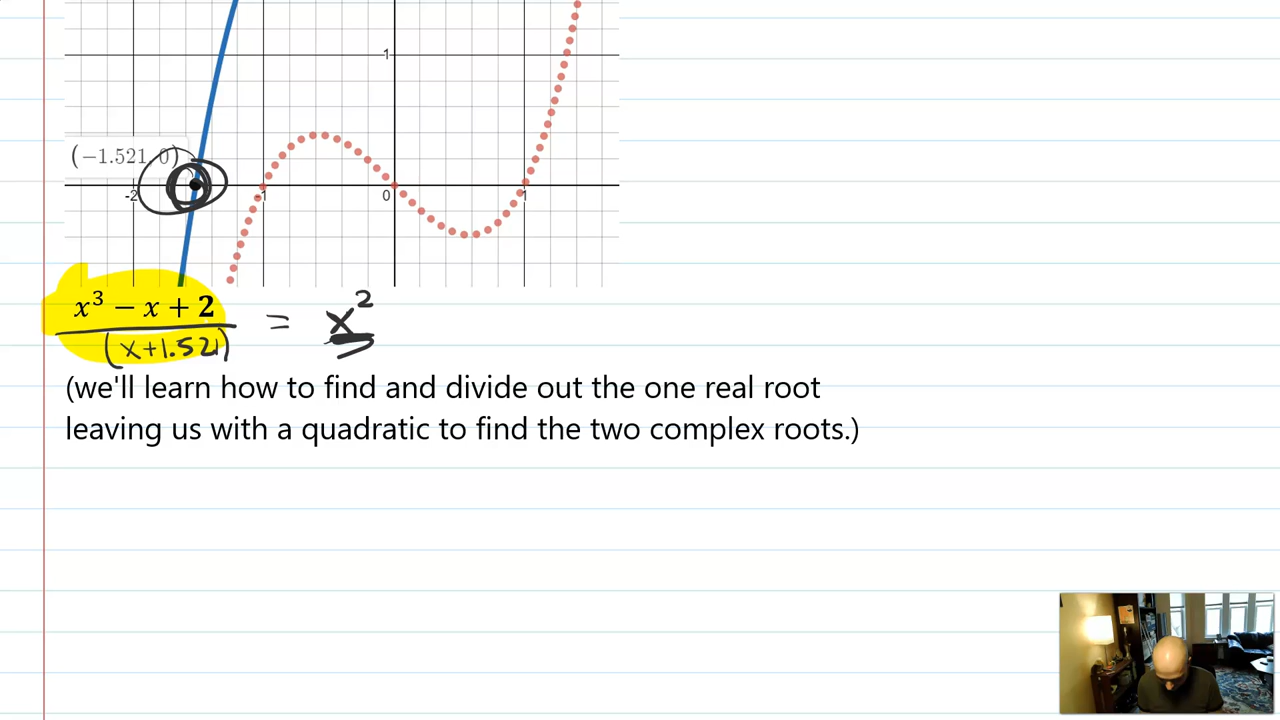 1
(−1.521, 0)
-2 -1 0 1
x³ − x + 2 = x²
(x+1.521)
(we'll learn how to find and divide out the one real root
leaving us with a quadratic to find the two complex roots.)